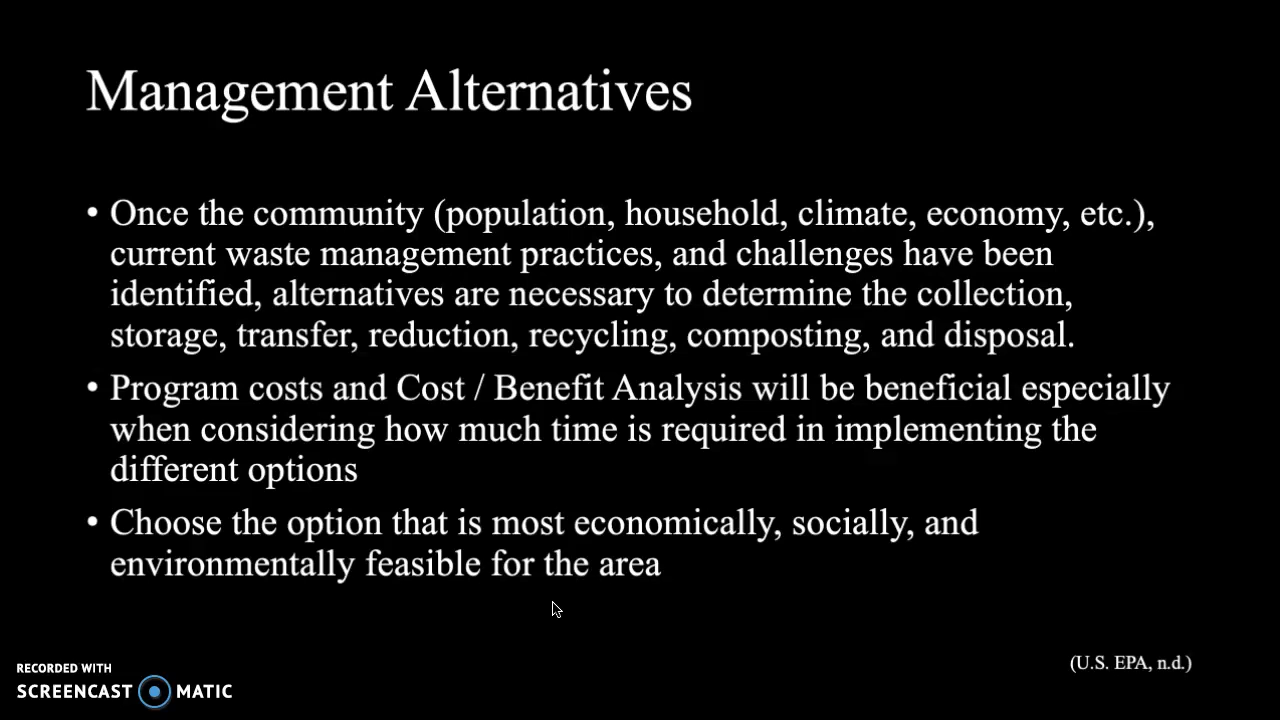 Management Alternatives
• Once the community (population, household, climate, economy, etc.),
current waste management practices, and challenges have been
identified, alternatives are necessary to determine the collection,
storage, transfer, reduction, recycling, composting, and disposal.
• Program costs and Cost / Benefit Analysis will be beneficial especially
when considering how much time is required in implementing the
different options
• Choose the option that is most economically, socially, and
environmentally feasible for the area
(U.S. EPA, n.d.)
RECORDED WITH
SCREENCAST MATIC